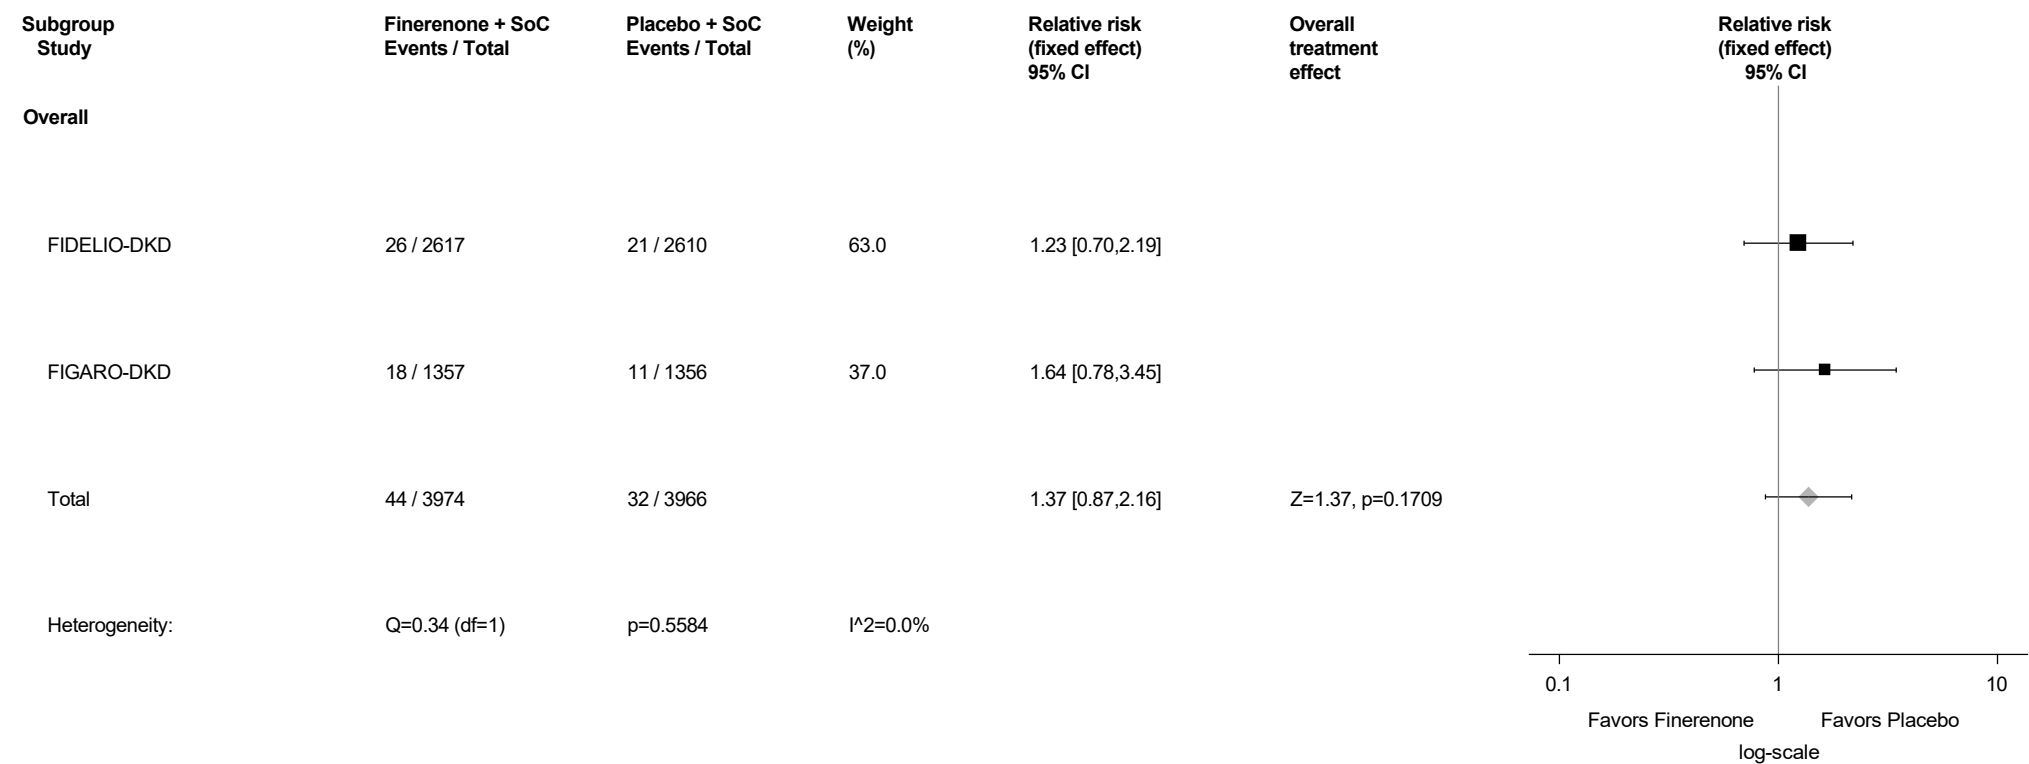 Subgroup Finerenone + SoC Placebo + SoC Weight Relative risk Overall Relative risk
Study Events / Total Events / Total (%) (fixed effect) treatment (fixed effect)
95% CI effect 95% CI
Overall
FIDELIO-DKD 26 / 2617 21 / 2610 63.0 1.23 [0.70,2.19]
FIGARO-DKD 18 / 1357 11 / 1356 37.0 1.64 [0.78,3.45]
Total 44 / 3974 32 / 3966 1.37 [0.87,2.16] Z=1.37, p=0.1709
Heterogeneity: Q=0.34 (df=1) p=0.5584 I^2=0.0%
0.1 1 10
Favors Finerenone Favors Placebo
log-scale